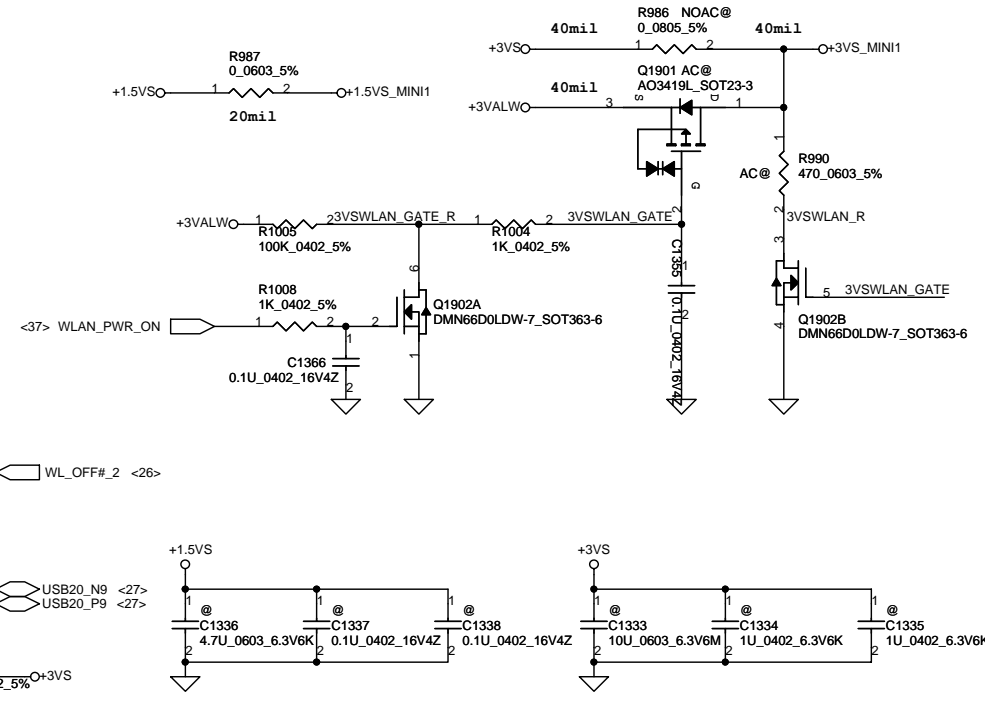 R986 NOAC@
40mil 0_0805_5% 40mil
+3VS 1 2 +3VS_MINI1
R987
0_0603_5%
+1.5VS 1 2 +1.5VS_MINI1
20mil
Q1901 AC@
AO3419L_SOT23-3
40mil
+3VALW 3 S D 1
G
2
1
R990
AC@ 470_0603_5%
2
3VSWLAN_R
+3VALW 1 2 3VSWLAN_GATE_R 1 2 3VSWLAN_GATE
R1005
100K_0402_5%
R1004
1K_0402_5%
C1355
0.1U_0402_16V4Z
1
2
6
3
R1008
1K_0402_5%
<37> WLAN_PWR_ON 1 2 2
Q1902A
DMN66D0LDW-7_SOT363-6
1
5 3VSWLAN_GATE
Q1902B
DMN66D0LDW-7_SOT363-6
4
1
C1366
0.1U_0402_16V4Z
2
WL_OFF#_2 <26>
USB20_N9 <27>
USB20_P9 <27>
2_5% +3VS
+1.5VS
1 @
C1336
4.7U_0603_6.3V6K
2
1 @
C1337
0.1U_0402_16V4Z
2
1 @
C1338
0.1U_0402_16V4Z
2
+3VS
1 @
C1333
10U_0603_6.3V6M
2
1 @
C1334
1U_0402_6.3V6K
2
1 @
C1335
1U_0402_6.3V6K
2